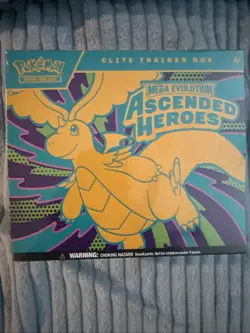 Pokémon
ELITE TRAINER BOX
MEGA EVOLUTION
ASCENDED
HEROES
WARNING: CHOKING HAZARD-Small parts. Not for children under 3 years.